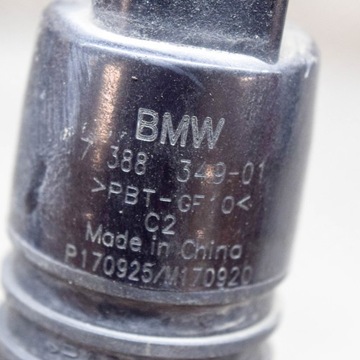 BMW
7 388 349-01
>PBT-GF10<
C2
Made in China
P170925/M170920